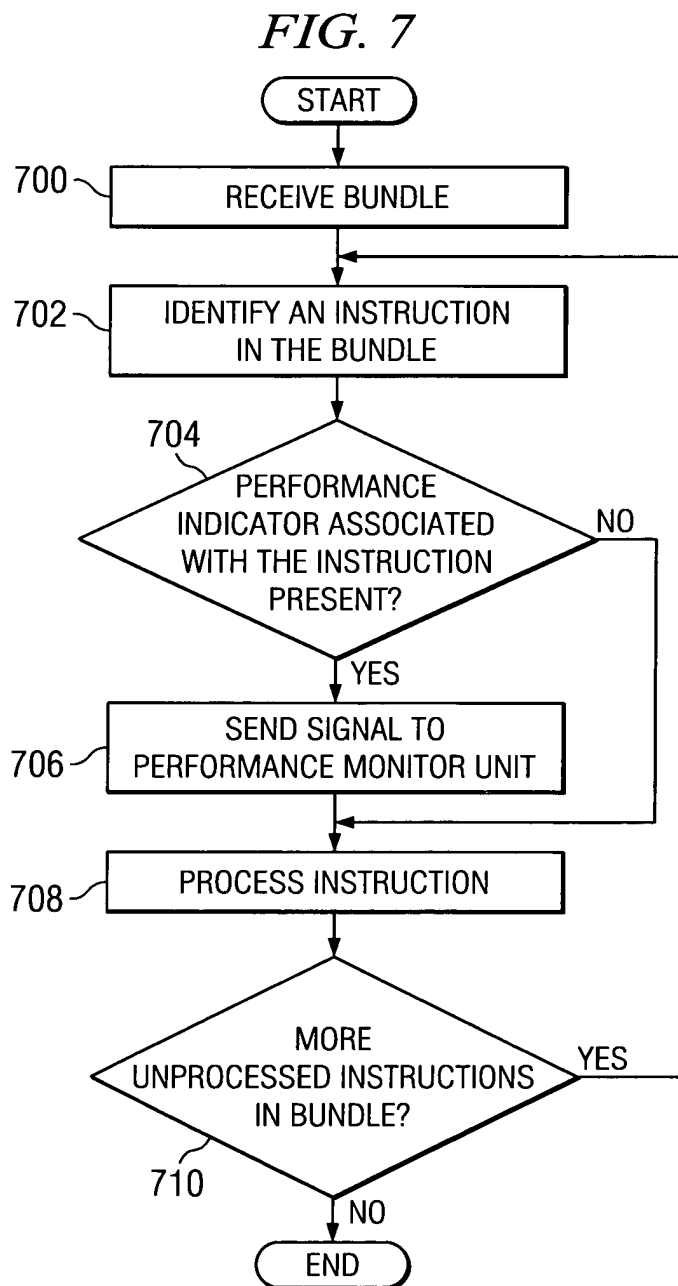 FIG. 7
START
700
RECEIVE BUNDLE
702
IDENTIFY AN INSTRUCTION
IN THE BUNDLE
704
PERFORMANCE
INDICATOR ASSOCIATED
WITH THE INSTRUCTION
PRESENT?
NO
YES
706
SEND SIGNAL TO
PERFORMANCE MONITOR UNIT
708
PROCESS INSTRUCTION
MORE
UNPROCESSED INSTRUCTIONS
IN BUNDLE?
YES
710
NO
END